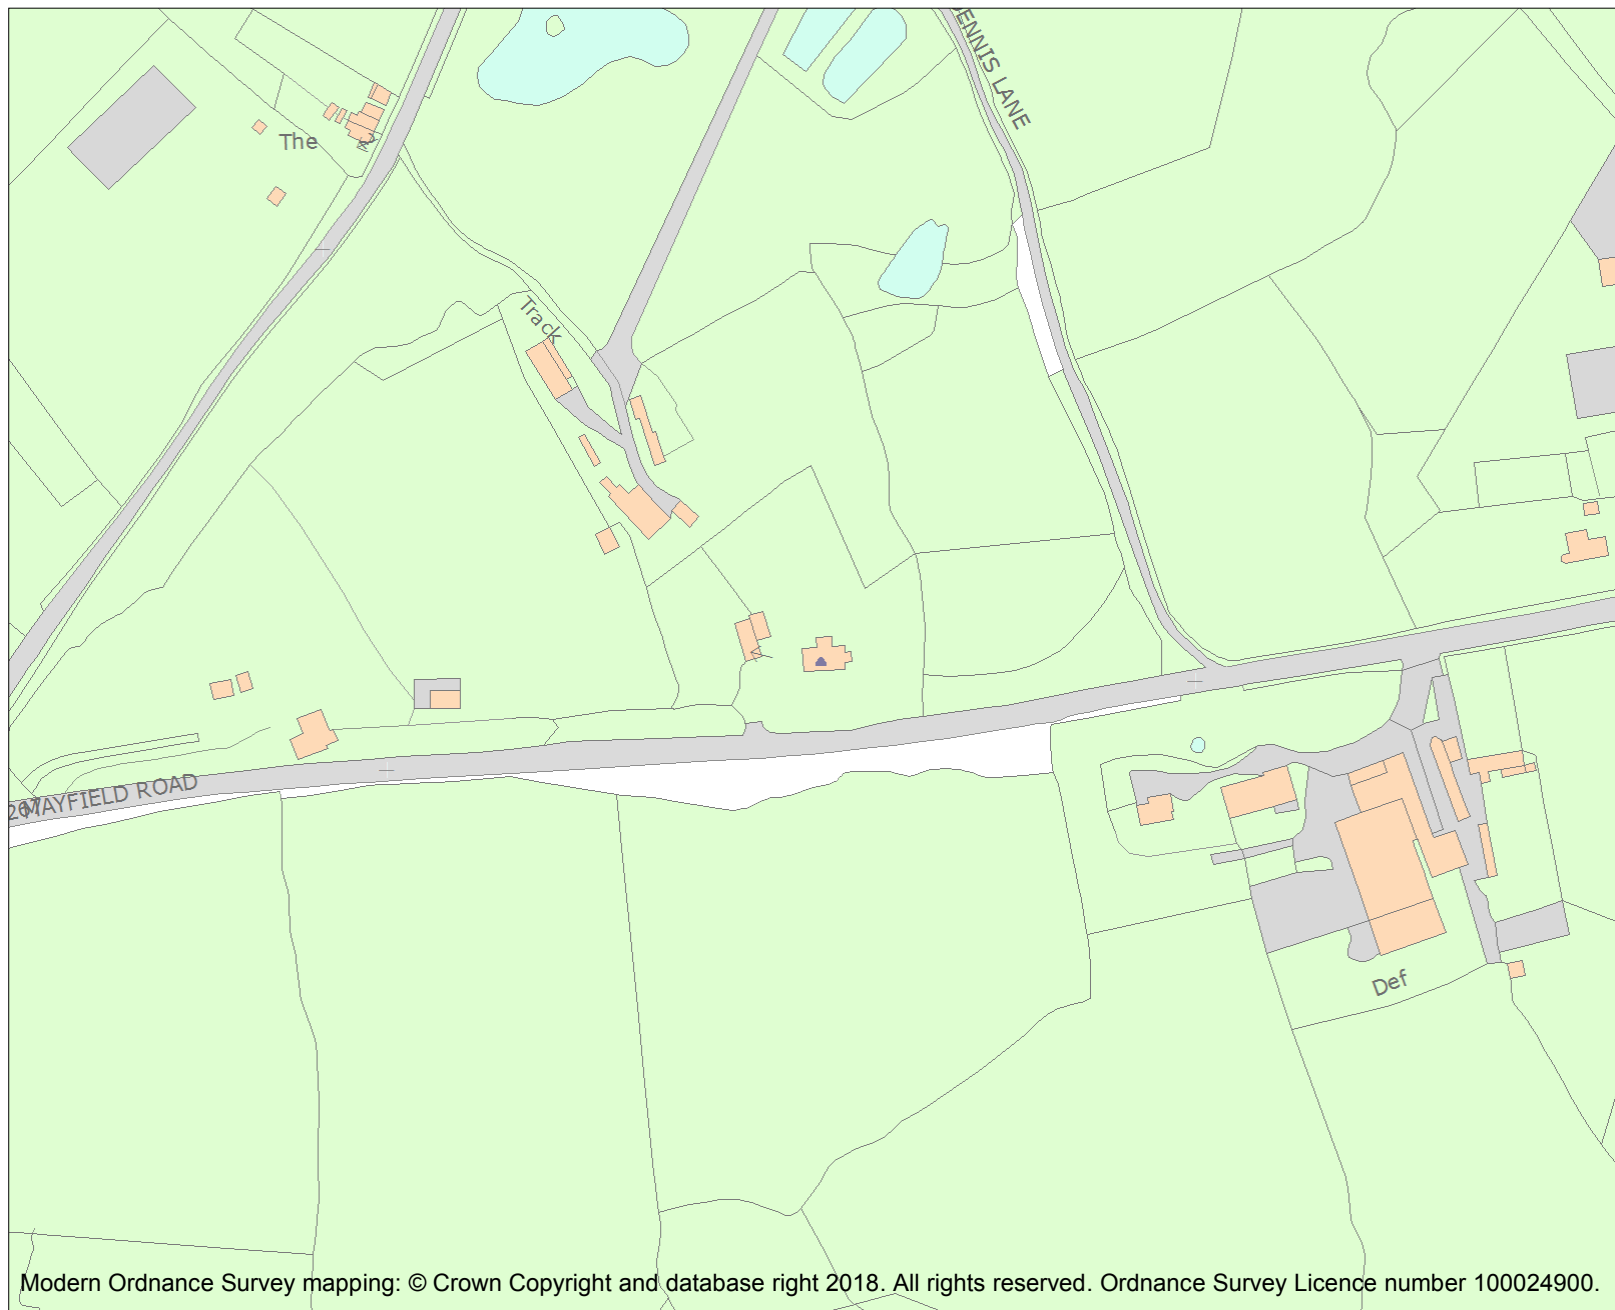 DENNIS LANE
The
Track
MAYFIELD ROAD
Def
Modern Ordnance Survey mapping: © Crown Copyright and database right 2018. All rights reserved. Ordnance Survey Licence number 100024900.